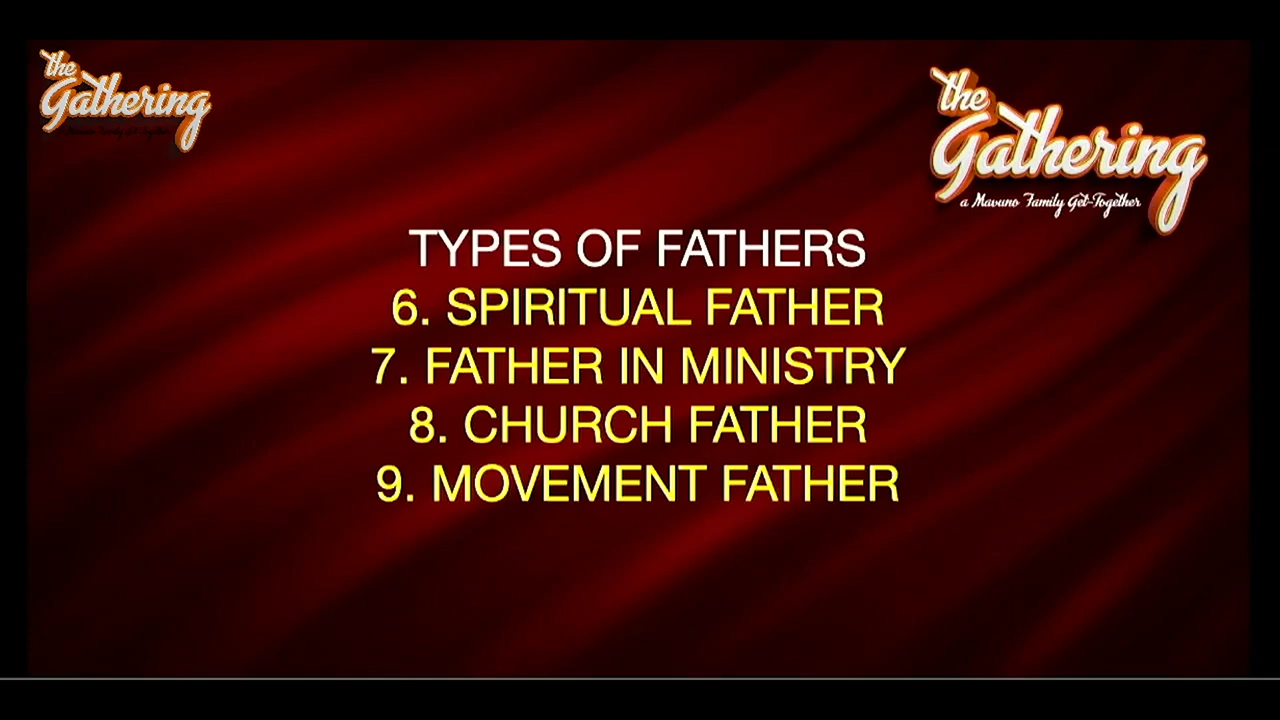 the
Gathering
the
Gathering
a Mavuno Family Get-Together
TYPES OF FATHERS
6. SPIRITUAL FATHER
7. FATHER IN MINISTRY
8. CHURCH FATHER
9. MOVEMENT FATHER